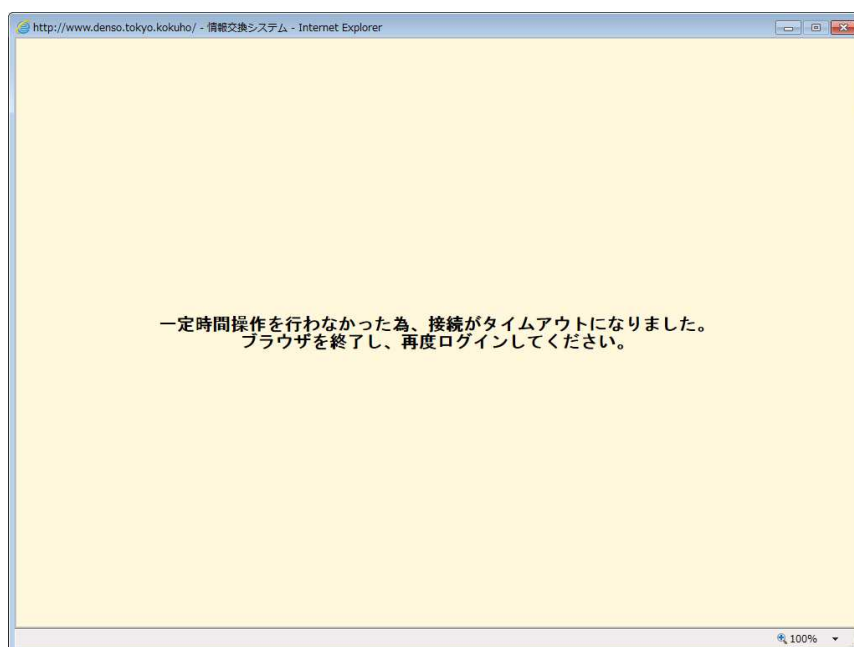 http://www.denso.tokyo.kokuho/ - 情報交換システム - Internet Explorer
一定時間操作を行わなかった為、接続がタイムアウトになりました。
ブラウザを終了し、再度ログインしてください。
100%